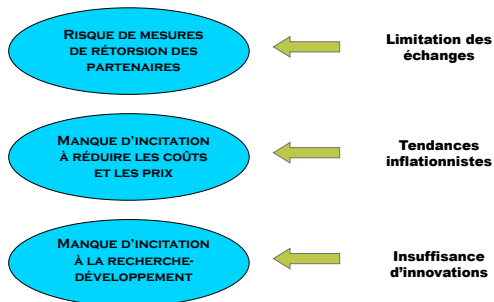 RISQUE DE MESURES
DE RÉTORSION DES
PARTENAIRES
Limitation des
échanges
MANQUE D'INCITATION
À RÉDUIRE LES COÛTS
ET LES PRIX
Tendances
inflationnistes
MANQUE D'INCITATION
À LA RECHERCHE-
DÉVELOPPEMENT
Insuffisance
d'innovations